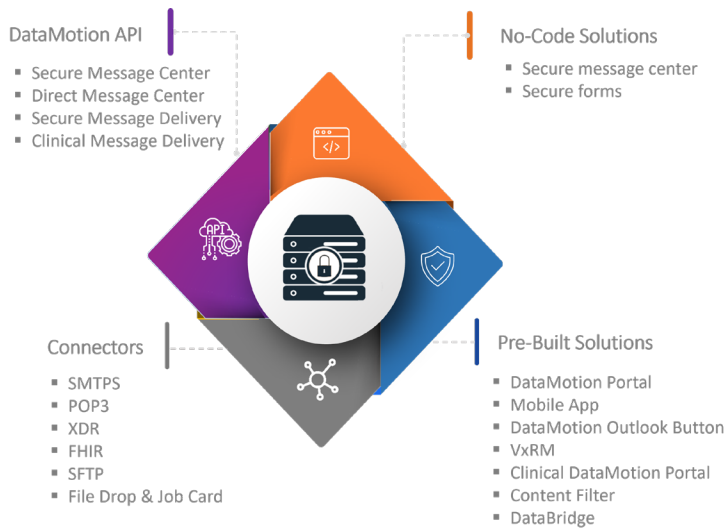 DataMotion API
▪ Secure Message Center
▪ Direct Message Center
▪ Secure Message Delivery
▪ Clinical Message Delivery
No-Code Solutions
▪ Secure message center
▪ Secure forms
</>
API
Connectors
▪ SMTPS
▪ POP3
▪ XDR
▪ FHIR
▪ SFTP
▪ File Drop & Job Card
Pre-Built Solutions
▪ DataMotion Portal
▪ Mobile App
▪ DataMotion Outlook Button
▪ VxRM
▪ Clinical DataMotion Portal
▪ Content Filter
▪ DataBridge